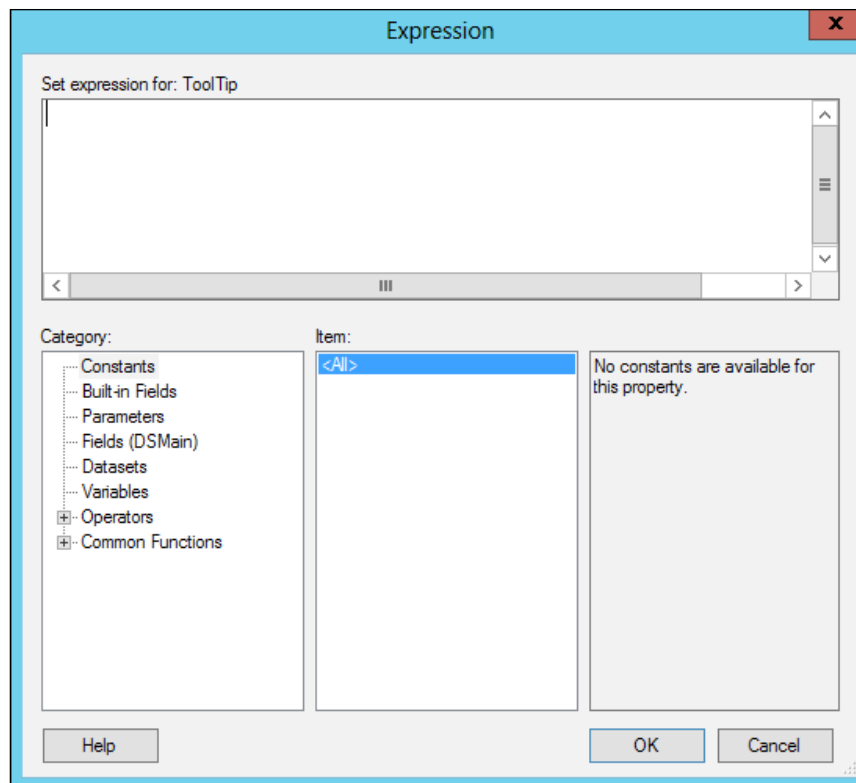 Expression
x
Set expression for: ToolTip
Category:
Item:
Constants
Built-in Fields
Parameters
Fields (DSMain)
Datasets
Variables
Operators
Common Functions
<All>
No constants are available for
this property.
Help
OK
Cancel